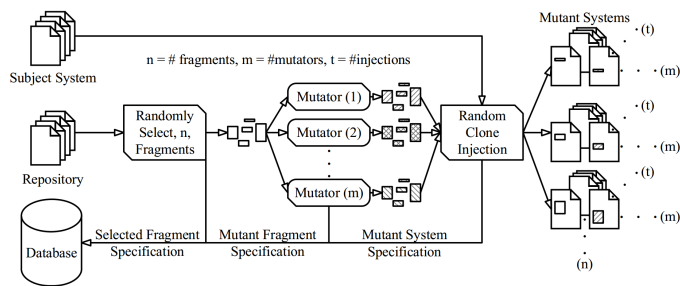 Mutant Systems
(t)
n = # fragments, m = #mutators, t = #injections
Subject System
(m)
Mutator (1)
(t)
Randomly
Select, n,
Fragments
Mutator (2)
Random
Clone
Injection
(m)
Repository
(t)
Mutator (m)
(m)
Database
Selected Fragment
Specification
Mutant Fragment
Specification
Mutant System
Specification
(n)